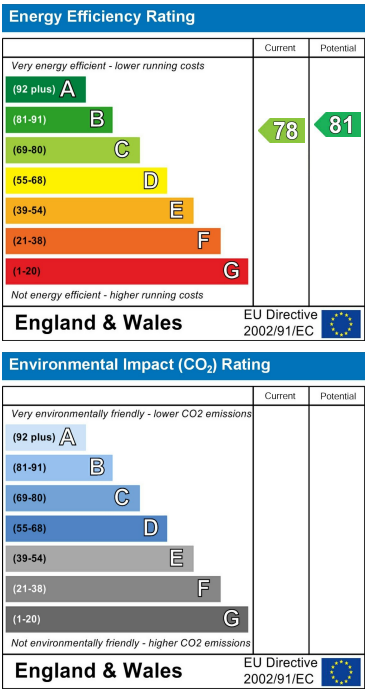 Energy Efficiency Rating
Current Potential
Very energy efficient - lower running costs
(92 plus) A
(81-91) B
(69-80) C
(55-68) D
(39-54) E
(21-38) F
(1-20) G
78 81
Not energy efficient - higher running costs
England & Wales
EU Directive
2002/91/EC
Environmental Impact (CO₂) Rating
Current Potential
Very environmentally friendly - lower CO2 emissions
(92 plus) A
(81-91) B
(69-80) C
(55-68) D
(39-54) E
(21-38) F
(1-20) G
Not environmentally friendly - higher CO2 emissions
England & Wales
EU Directive
2002/91/EC